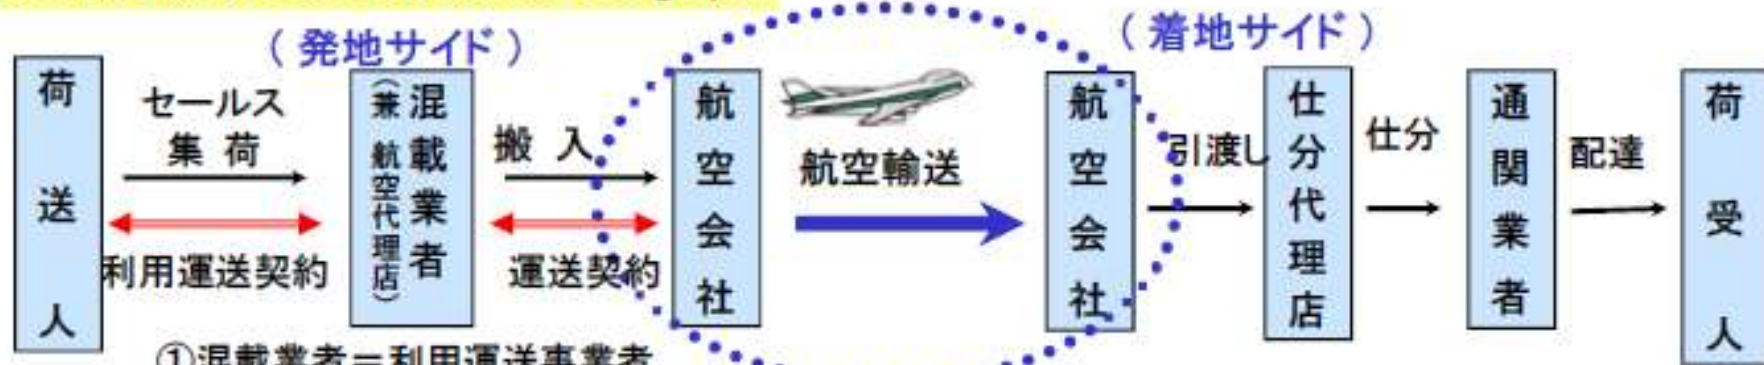 (発地サイド)
(着地サイド)
荷送人
セールス
集荷
利用運送契約
混載業者
(兼 航空代理店)
搬入
運送契約
航空会社
航空輸送
航空会社
引渡し
仕分代理店
仕分
通関業者
配達
荷受人
①混載業者=利用運送事業者